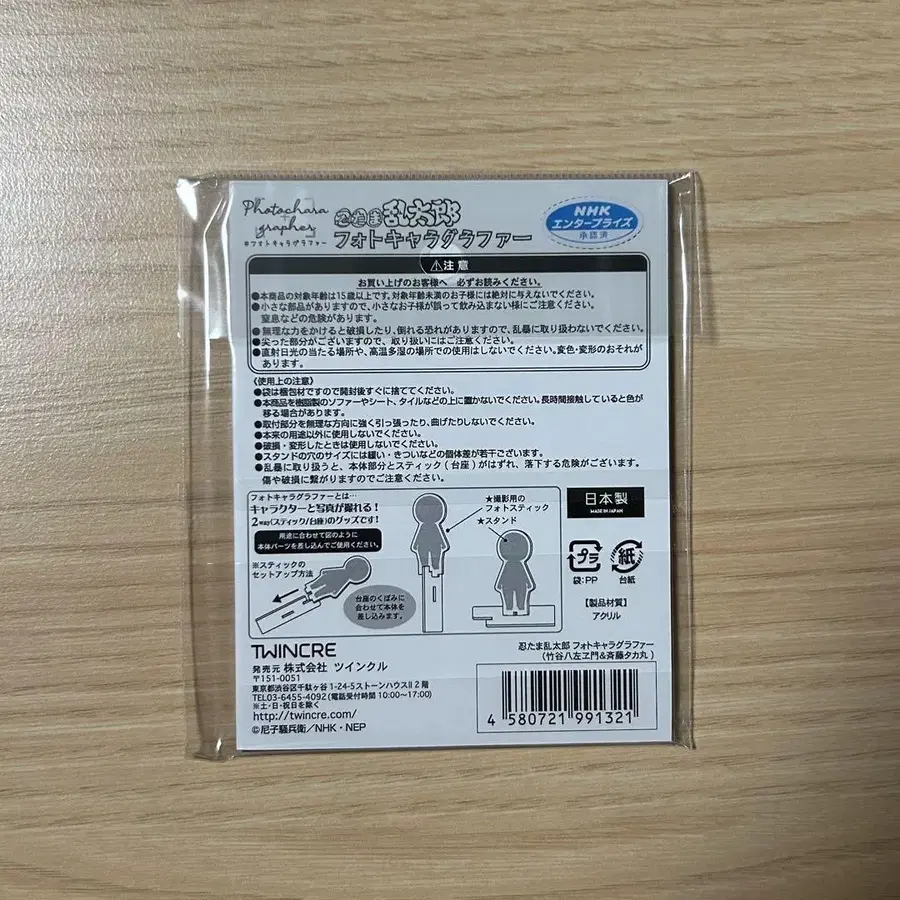 Photochara
grapher
#フォトキャラグラファー
忍たま乱太郎
フォトキャラグラファー
NHK
エンタープライズ
承認済
⚠注意
お買い上げのお客様へ 必ずお読みください。
●本商品の対象年齢は15歳以上です。対象年齢未満のお子様には絶対に与えないでください。
●小さな部品がありますので、小さなお子様が誤って飲み込まない様にご注意ください。
窒息などの危険があります。
●無理な力をかけると破損したり、倒れる恐れがありますので、乱暴に取り扱わないでください。
●尖った部分がございますので、取り扱いにはご注意ください。
●直射日光の当たる場所や、高温多湿の場所での使用はしないでください。変色・変形のおそれが
あります。
〈使用上の注意〉
●袋は梱包材ですので開封後すぐに捨ててください。
●本商品を樹脂製のソファーやシート、タイルなどの上に置かないでください。長時間接触していると色が
移る場合があります。
●取付部分を無理な方向に強く引っ張ったり、曲げたりしないでください。
●本来の用途以外に使用しないでください。
●破損・変形したときは使用しないでください。
●スタンドの穴のサイズには緩い・きついなどの個体差が若干ございます。
●乱暴に取り扱うと、本体部分とスティック(台座)がはずれ、落下する危険がございます。
傷や破損に繋がりますのでご注意ください。
フォトキャラグラファーとは…
キャラクターと写真が撮れる!
2way(スティック/台座)のグッズです!
用途に合わせて図のように
本体パーツを差し込んでご使用ください。
※スティックの
セットアップ方法
台座のくぼみに
合わせて本体を
差し込みます。
★撮影用の
フォトスティック
★スタンド
日本製
MADE IN JAPAN
プラ
袋:PP
紙
台紙
【製品材質】
アクリル
TWINCRE
発売元 株式会社 ツインクル
〒151-0051
東京都渋谷区千駄ヶ谷 1-24-5ストーンハウスⅡ 2階
TEL03-6455-4092(電話受付時間 10:00〜17:00)
※土・日・祝日を除く
http://twincre.com/
©尼子騒兵衛/NHK・NEP
忍たま乱太郎 フォトキャラグラファー
(竹谷八左ヱ門&斉藤タカ丸)
4 580721 991321